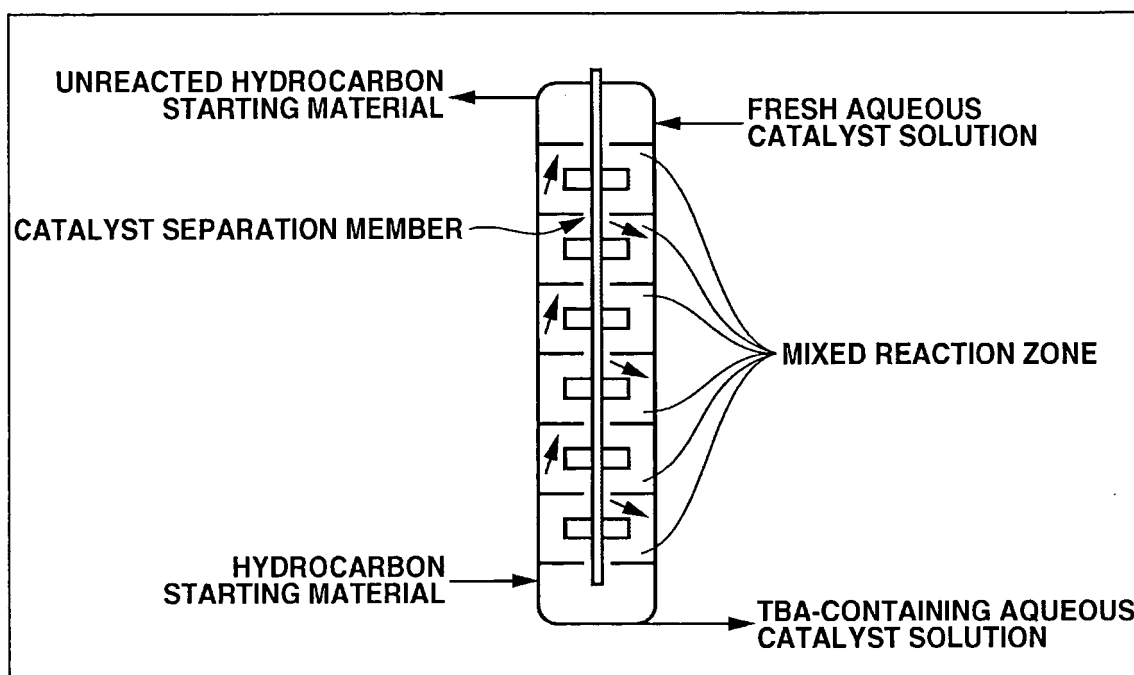 UNREACTED HYDROCARBON
STARTING MATERIAL
FRESH AQUEOUS
CATALYST SOLUTION
CATALYST SEPARATION MEMBER
MIXED REACTION ZONE
HYDROCARBON
STARTING MATERIAL
TBA-CONTAINING AQUEOUS
CATALYST SOLUTION